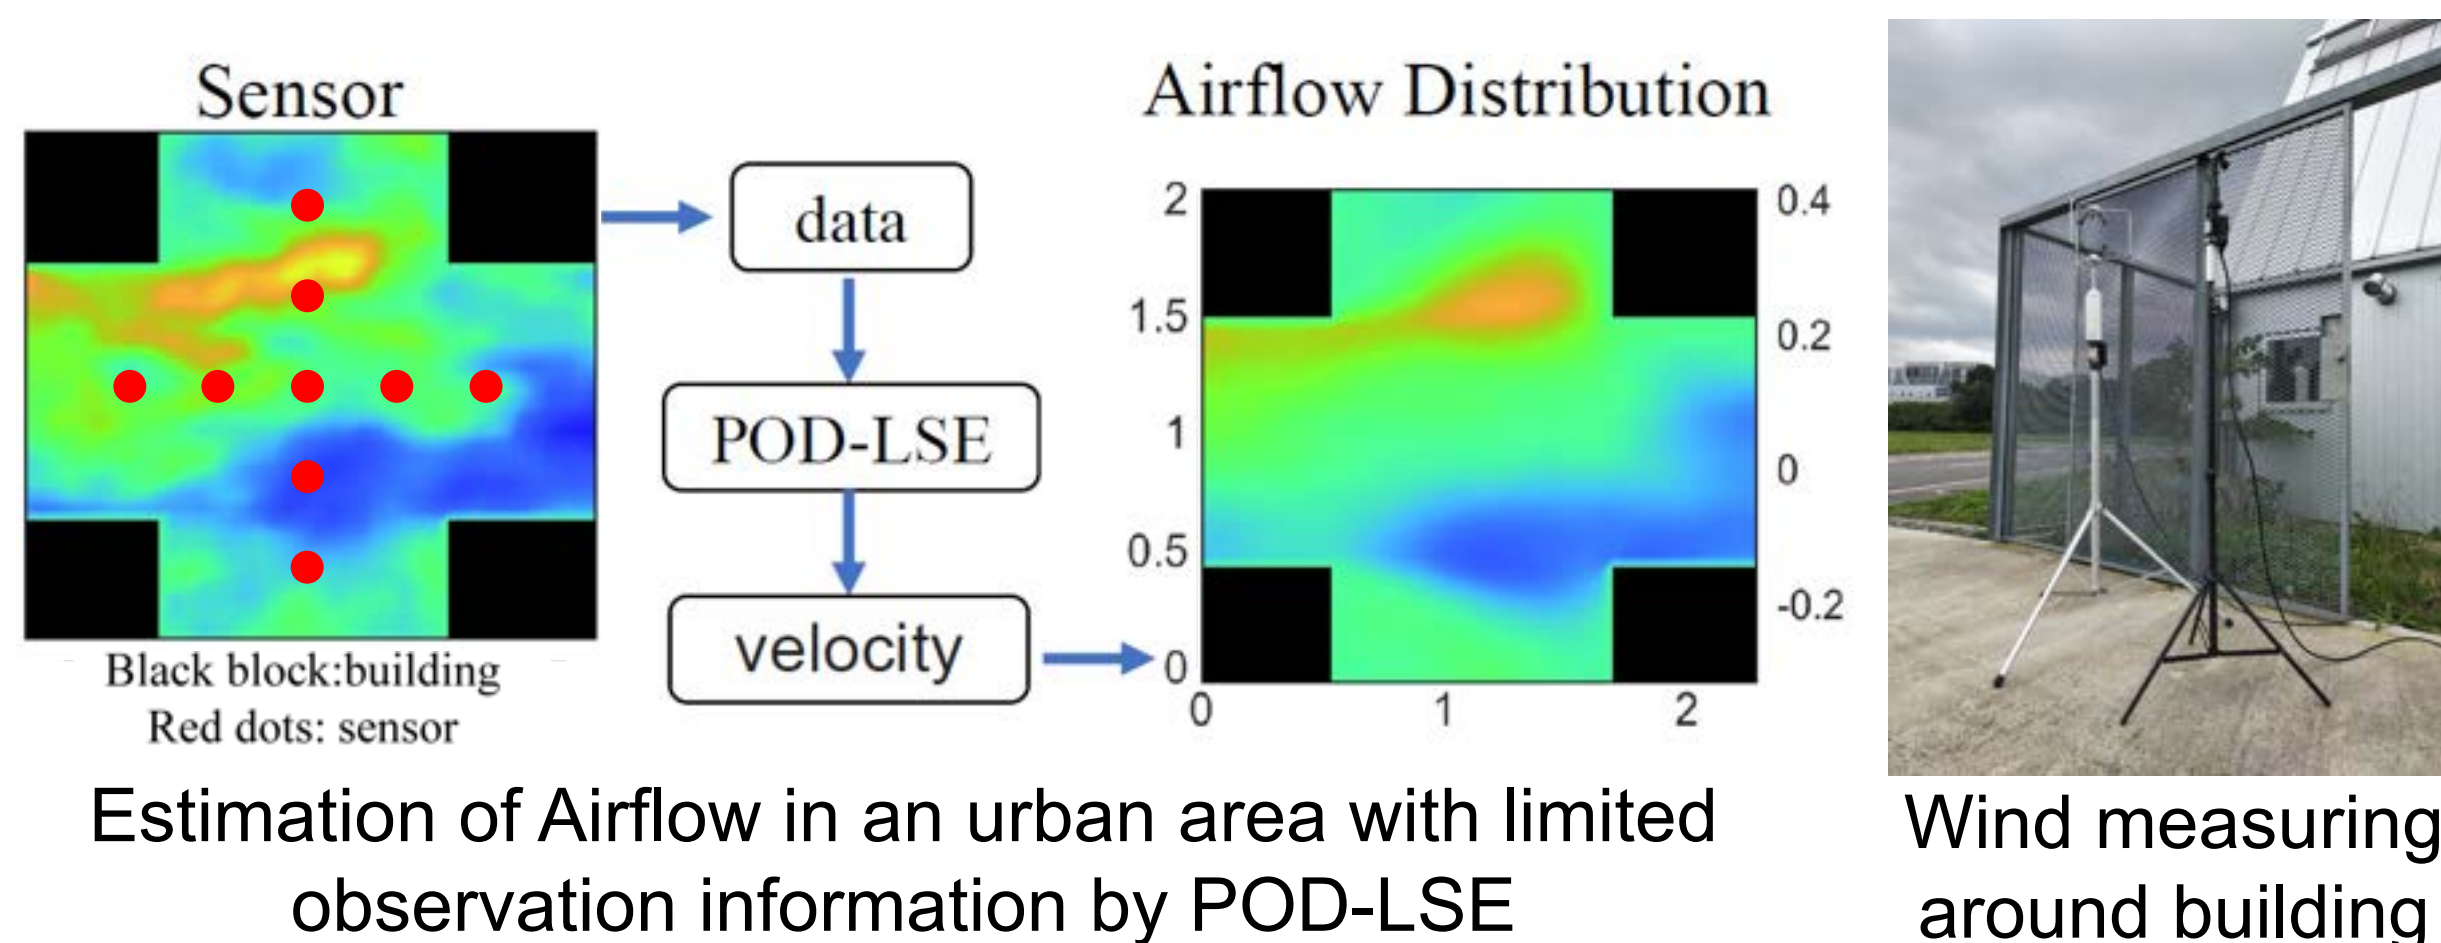 Sensor
Black block:building
Red dots: sensor
data
POD-LSE
velocity
Airflow Distribution
2
1.5
1
0.5
0
0
1
2
0.4
0.2
0
-0.2
Estimation of Airflow in an urban area with limited
observation information by POD-LSE
Wind measuring
around building